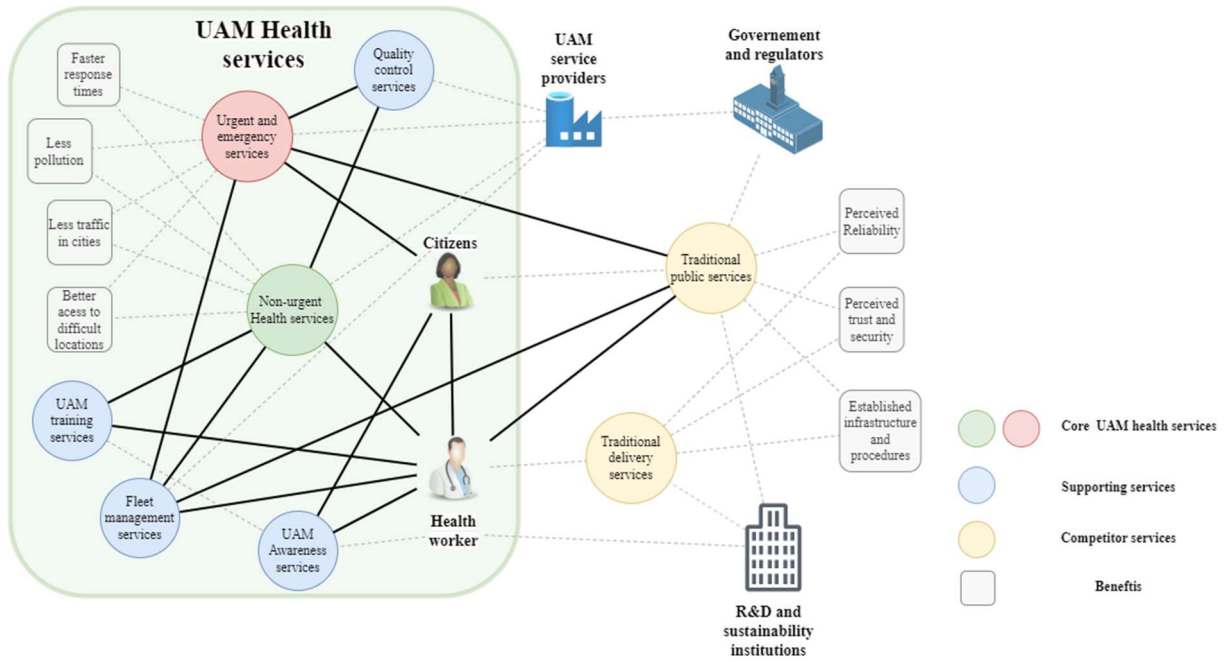 UAM Health
services
Faster
response
times
Quality
control
services
Urgent and
emergency
services
Less
pollution
Less traffic
in cities
Better
acess to
difficult
locations
Non-urgent
Health services
Citizens
UAM
training
services
Fleet
management
services
UAM
Awareness
services
Health
worker
UAM
service
providers
Governement
and regulators
Traditional
public services
Perceived
Reliability
Perceived
trust and
security
Established
infrastructure
and
procedures
Traditional
delivery
services
R&D and
sustainability
institutions
Core UAM health services
Supporting services
Competitor services
Beneftis